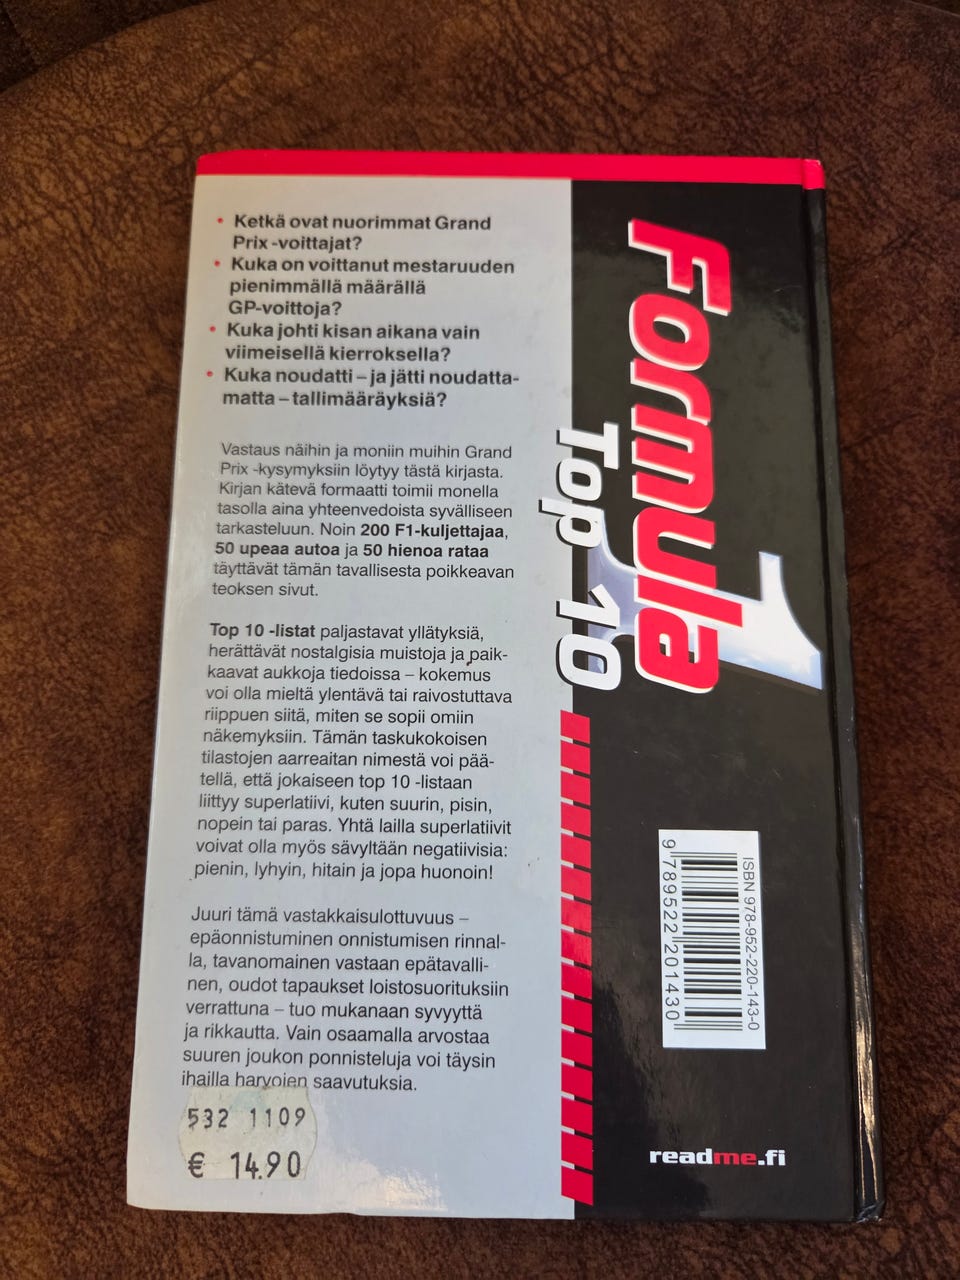 • Ketkä ovat nuorimmat Grand
Prix -voittajat?
• Kuka on voittanut mestaruuden
pienimmällä määrällä
GP-voittoja?
• Kuka johti kisan aikana vain
viimeisellä kierroksella?
• Kuka noudatti – ja jätti noudatta-
matta – tallimääräyksiä?
Vastaus näihin ja moniin muihin Grand
Prix -kysymyksiin löytyy tästä kirjasta.
Kirjan kätevä formaatti toimii monella
tasolla aina yhteenvedoista syvälliseen
tarkasteluun. Noin 200 F1-kuljettajaa,
50 upeaa autoa ja 50 hienoa rataa
täyttävät tämän tavallisesta poikkeavan
teoksen sivut.
Top 10 -listat paljastavat yllätyksiä,
herättävät nostalgisia muistoja ja paik-
kaavat aukkoja tiedoissa – kokemus
voi olla mieltä ylentävä tai raivostuttava
riippuen siitä, miten se sopii omiin
näkemyksiin. Tämän taskukokoisen
tilastojen aarreaitan nimestä voi pää-
tellä, että jokaiseen top 10 -listaan
liittyy superlatiivi, kuten suurin, pisin,
nopein tai paras. Yhtä lailla superlatiivit
voivat olla myös sävyltään negatiivisia:
pienin, lyhyin, hitain ja jopa huonoin!
Juuri tämä vastakkaisulottuvuus –
epäonnistuminen onnistumisen rinnal-
la, tavanomainen vastaan epätavalli-
nen, oudot tapaukset loistosuorituksiin
verrattuna – tuo mukanaan syvyyttä
ja rikkautta. Vain osaamalla arvostaa
suuren joukon ponnisteluja voi täysin
ihailla harvojen saavutuksia.
532 1109
€ 14.90
Formula 1
Top 10
ISBN 978-952-220-143-0
9 789522 201430
readme.fi